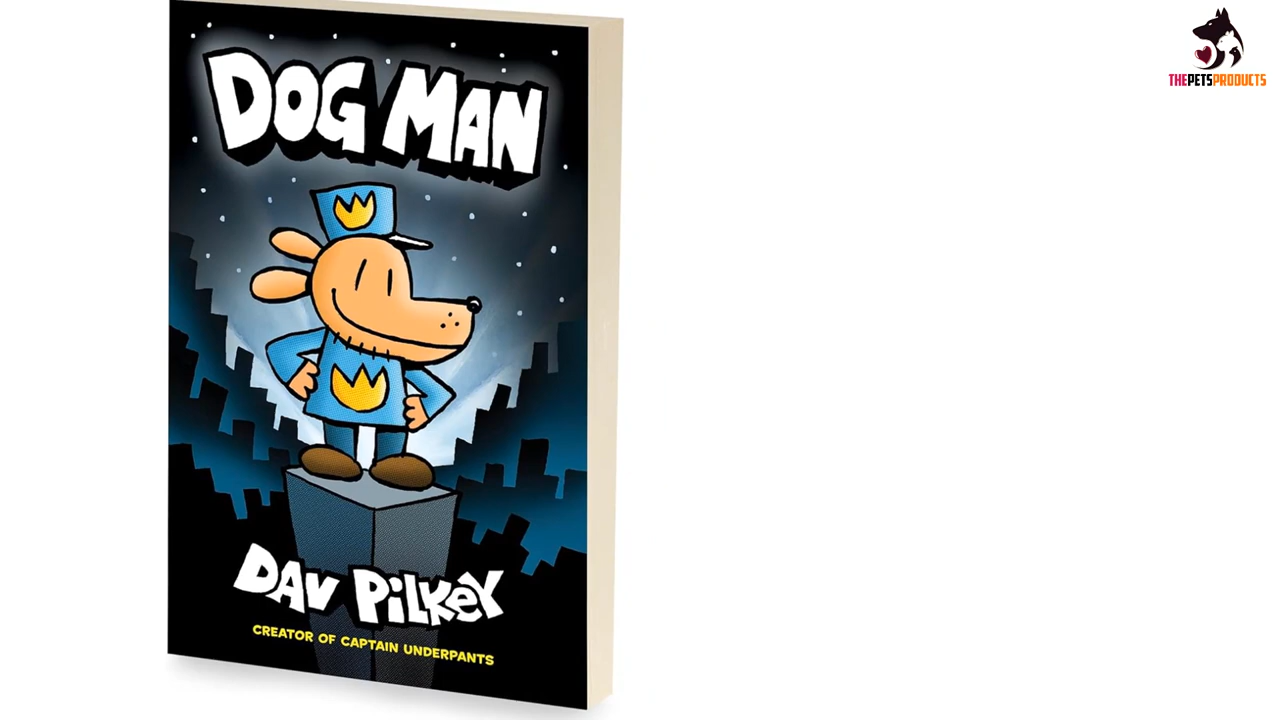 DOG MAN
DAV PILKEY
CREATOR OF CAPTAIN UNDERPANTS
THEPETSPRODUCTS